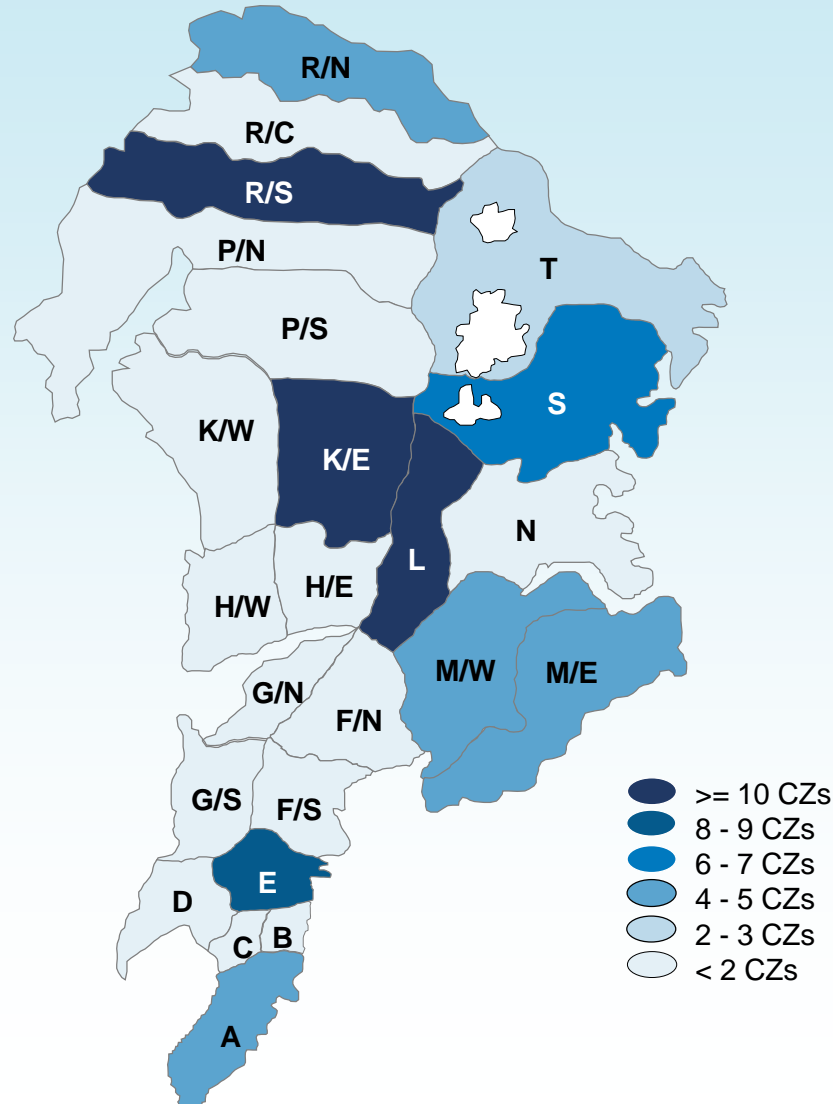 R/N
R/C
R/S
P/N
T
P/S
S
K/W
K/E
N
L
H/E
H/W
M/W
M/E
G/N
F/N
G/S
F/S
>= 10 CZs
8 - 9 CZs
6 - 7 CZs
4 - 5 CZs
2 - 3 CZs
< 2 CZs
E
D
B
C
A